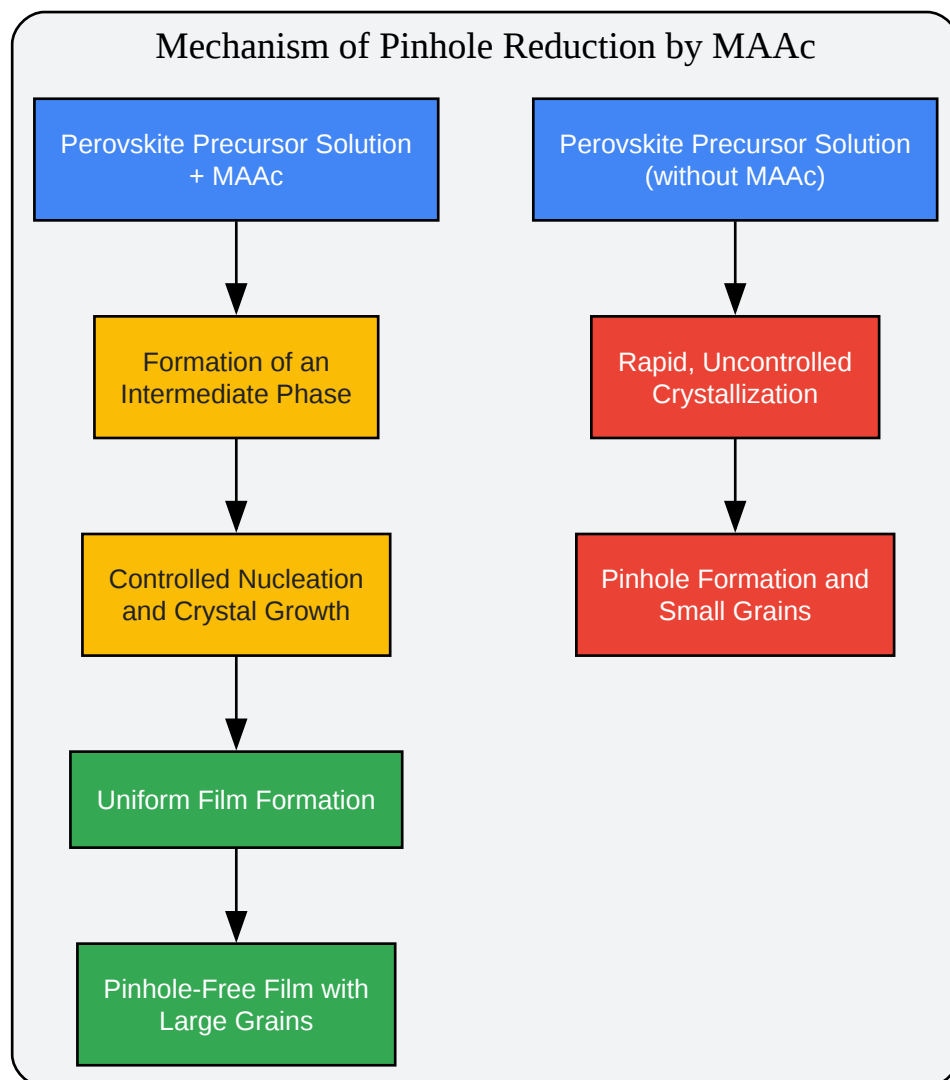 Mechanism of Pinhole Reduction by MAAc
Perovskite Precursor Solution
+ MAAc
Formation of an
Intermediate Phase
Controlled Nucleation
and Crystal Growth
Uniform Film Formation
Pinhole-Free Film with
Large Grains
Perovskite Precursor Solution
(without MAAc)
Rapid, Uncontrolled
Crystallization
Pinhole Formation and
Small Grains